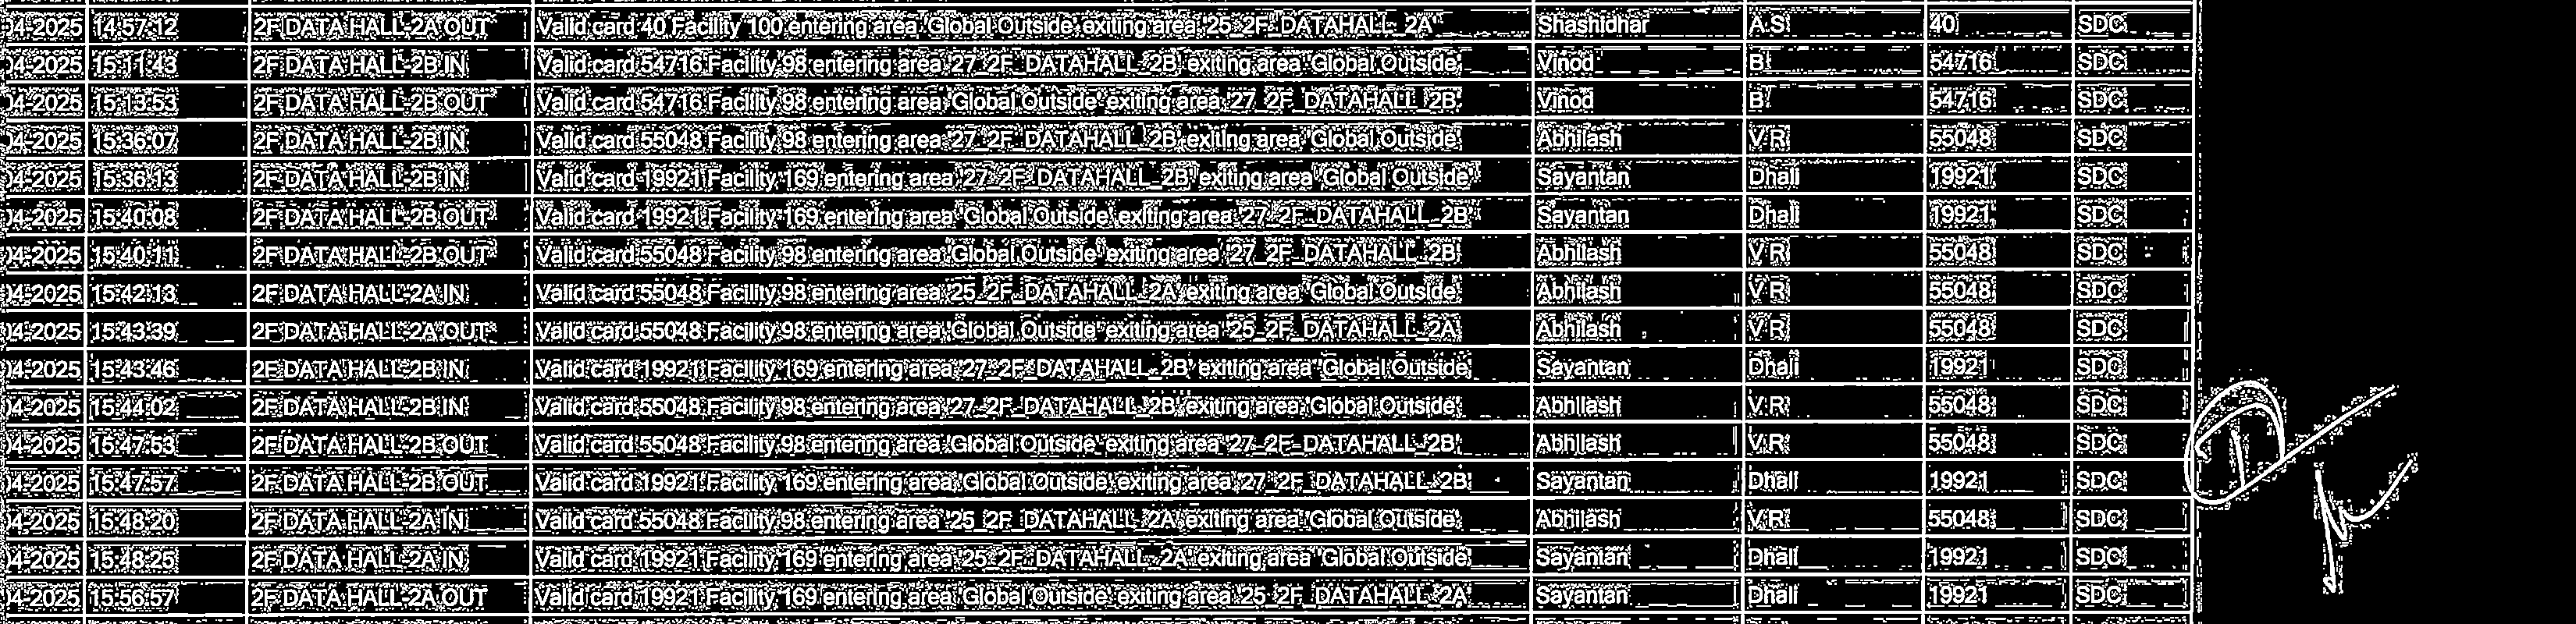 04-2025 14:57:12 2F DATA HALL-2A OUT Valid card 40 Facility 100 entering area 'Global Outside' exiting area '25_2F_DATAHALL_2A' Shashidhar A.S 40 SDC
04-2025 15:11:43 2F DATA HALL-2B IN Valid card 54716 Facility 98 entering area '27_2F_DATAHALL_2B' exiting area 'Global Outside' Vinod B 54716 SDC
04-2025 15:13:53 2F DATA HALL-2B OUT Valid card 54716 Facility 98 entering area 'Global Outside' exiting area '27_2F_DATAHALL_2B' Vinod B 54716 SDC
04-2025 15:36:07 2F DATA HALL-2B IN Valid card 55048 Facility 98 entering area '27_2F_DATAHALL_2B' exiting area 'Global Outside' Abhilash V R 55048 SDC
04-2025 15:36:13 2F DATA HALL-2B IN Valid card 19921 Facility 169 entering area '27_2F_DATAHALL_2B' exiting area 'Global Outside' Sayantan Dhali 19921 SDC
04-2025 15:40:08 2F DATA HALL-2B OUT Valid card 19921 Facility 169 entering area 'Global Outside' exiting area '27_2F_DATAHALL_2B' Sayantan Dhali 19921 SDC
04-2025 15:40:11 2F DATA HALL-2B OUT Valid card 55048 Facility 98 entering area 'Global Outside' exiting area '27_2F_DATAHALL_2B' Abhilash V R 55048 SDC
04-2025 15:42:13 2F DATA HALL-2A IN Valid card 55048 Facility 98 entering area '25_2F_DATAHALL_2A' exiting area 'Global Outside' Abhilash V R 55048 SDC
04-2025 15:43:39 2F DATA HALL-2A OUT Valid card 55048 Facility 98 entering area 'Global Outside' exiting area '25_2F_DATAHALL_2A' Abhilash V R 55048 SDC
04-2025 15:43:46 2F DATA HALL-2B IN Valid card 19921 Facility 169 entering area '27_2F_DATAHALL_2B' exiting area 'Global Outside' Sayantan Dhali 19921 SDC
04-2025 15:44:02 2F DATA HALL-2B IN Valid card 55048 Facility 98 entering area '27_2F_DATAHALL_2B' exiting area 'Global Outside' Abhilash V R 55048 SDC
04-2025 15:47:53 2F DATA HALL-2B OUT Valid card 55048 Facility 98 entering area 'Global Outside' exiting area '27_2F_DATAHALL_2B' Abhilash V R 55048 SDC
04-2025 15:47:57 2F DATA HALL-2B OUT Valid card 19921 Facility 169 entering area 'Global Outside' exiting area '27_2F_DATAHALL_2B' Sayantan Dhali 19921 SDC
04-2025 15:48:20 2F DATA HALL-2A IN Valid card 55048 Facility 98 entering area '25_2F_DATAHALL_2A' exiting area 'Global Outside' Abhilash V R 55048 SDC
04-2025 15:48:25 2F DATA HALL-2A IN Valid card 19921 Facility 169 entering area '25_2F_DATAHALL_2A' exiting area 'Global Outside' Sayantan Dhali 19921 SDC
04-2025 15:56:57 2F DATA HALL-2A OUT Valid card 19921 Facility 169 entering area 'Global Outside' exiting area '25_2F_DATAHALL_2A' Sayantan Dhali 19921 SDC